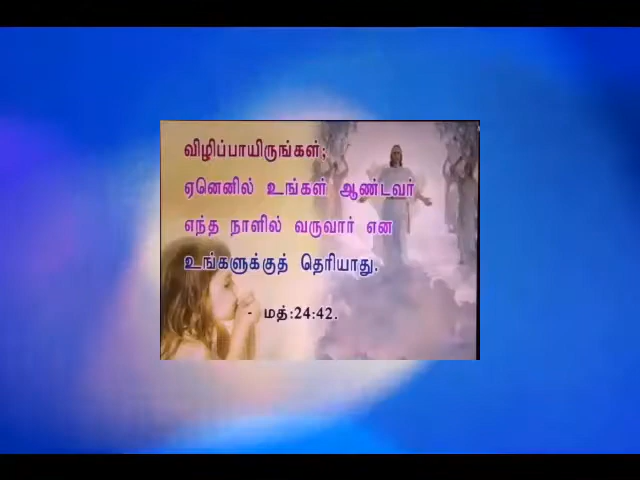 விழிப்பாயிருங்கள்;
ஏனெனில் உங்கள் ஆண்டவர்
எந்த நாளில் வருவார் என
உங்களுக்குத் தெரியாது.
- மத்:24:42.